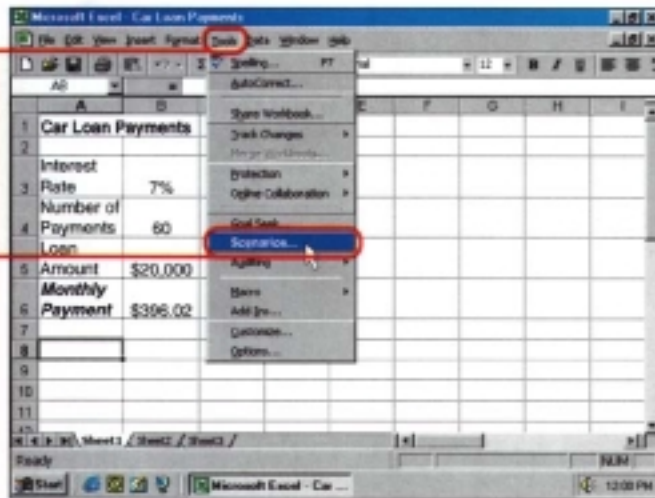 Microsoft Excel - Car Loan Payments
File Edit View Insert Format Tools Data Window Help
12 B I U
A8 =
Spelling... F7
AutoCorrect...
Share Workbook...
Track Changes
Merge Workbooks...
Protection
Online Collaboration
Goal Seek...
Scenarios...
Auditing
Macro
Add-Ins...
Customize...
Options...
A B E F G H I
1 Car Loan Payments
2
Interest
3 Rate 7%
Number of
4 Payments 60
Loan
5 Amount $20,000
Monthly
6 Payment $396.02
7
8
9
10
11
12
Sheet1 Sheet2 Sheet3
Ready NUM
Start Microsoft Excel - Car ... 12:00 PM